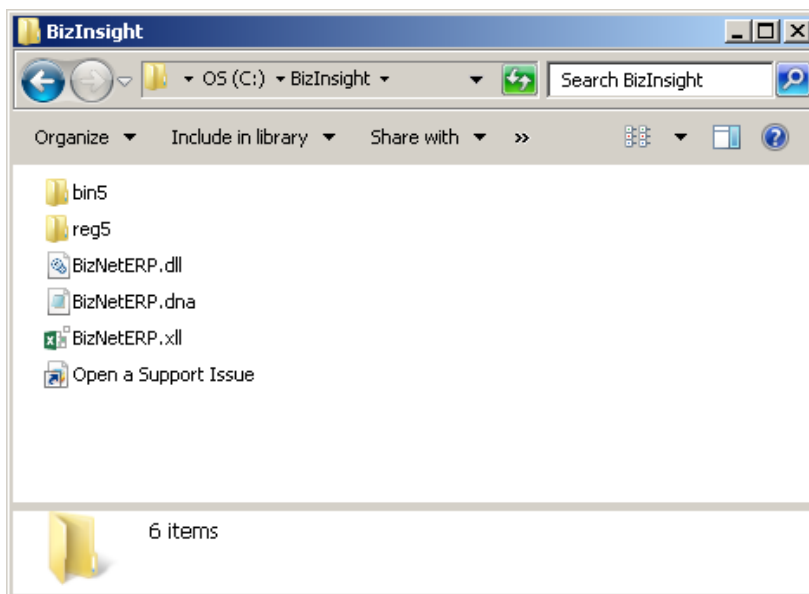 BizInsight
OS (C:) BizInsight Search BizInsight
Organize Include in library Share with »
bin5
reg5
BizNetERP.dll
BizNetERP.dna
BizNetERP.xll
Open a Support Issue
6 items